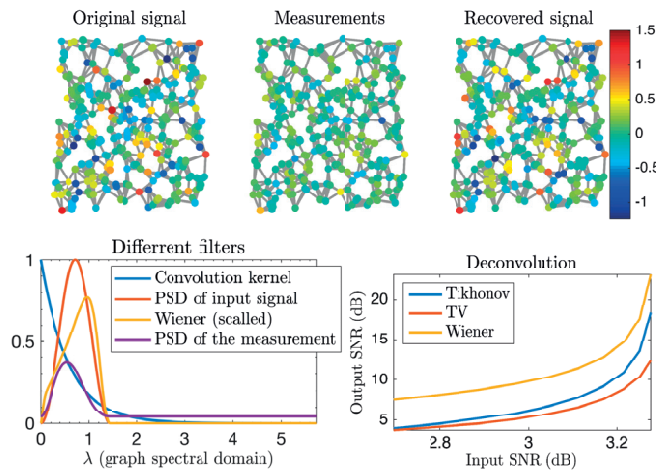 Original signal
Measurements
Recovered signal
1.5
1
0.5
0
-0.5
-1
Differrent filters
1
0.5
0
0 1 2 3 4 5
λ (graph spectral domain)
Convolution kernel
PSD of input signal
Wiener (scalled)
PSD of the measurement
Deconvolution
Output SNR (dB)
20
15
10
5
2.8 3 3.2
Input SNR (dB)
T:khonov
TV
Wiener